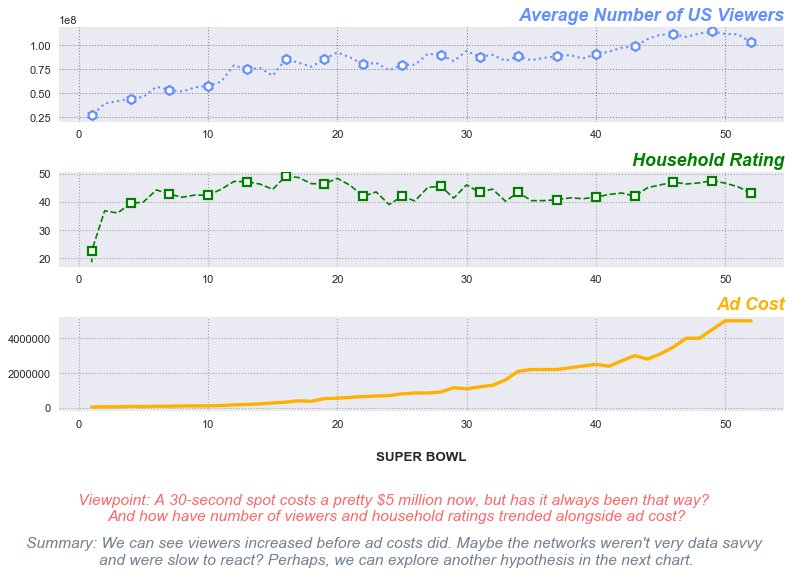 Average Number of US Viewers
1e8
1.00
0.75
0.50
0.25
0 10 20 30 40 50
Household Rating
50
40
30
20
0 10 20 30 40 50
Ad Cost
4000000
2000000
0
0 10 20 30 40 50
SUPER BOWL
Viewpoint: A 30-second spot costs a pretty $5 million now, but has it always been that way?
And how have number of viewers and household ratings trended alongside ad cost?
Summary: We can see viewers increased before ad costs did. Maybe the networks weren't very data savvy
and were slow to react? Perhaps, we can explore another hypothesis in the next chart.